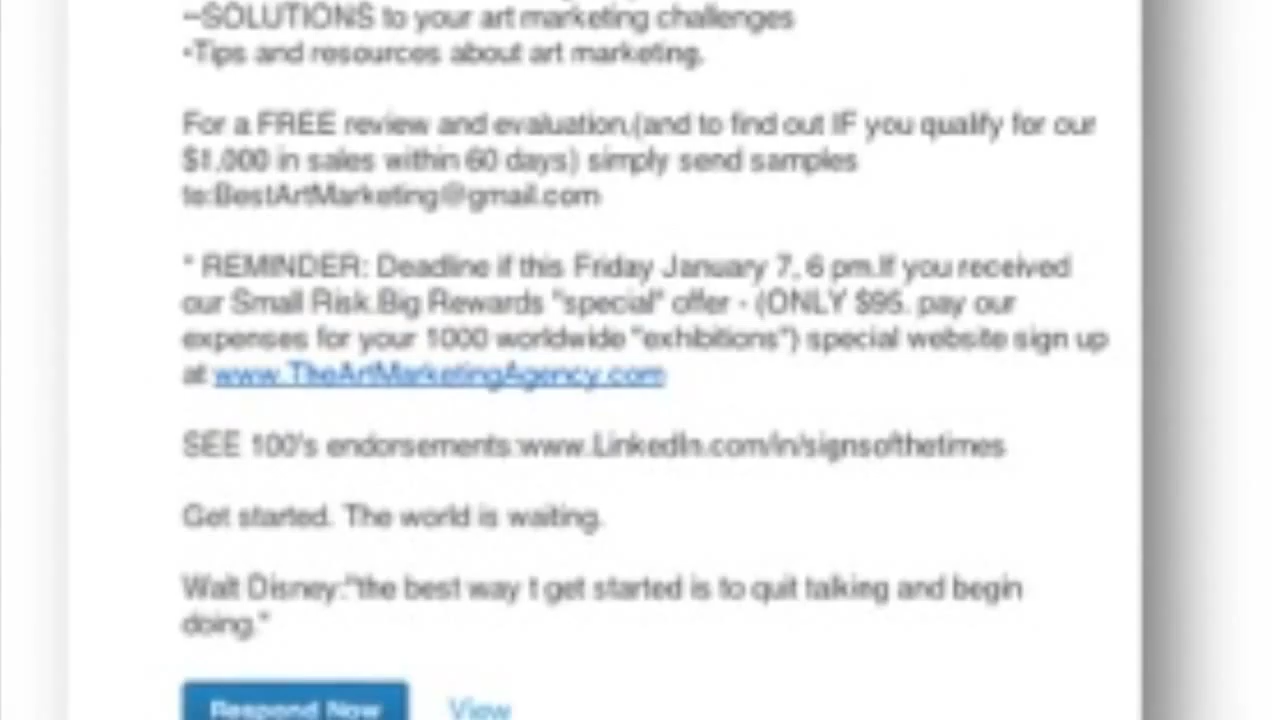 –SOLUTIONS to your art marketing challenges
•Tips and resources about art marketing.
For a FREE review and evaluation,(and to find out IF you qualify for our
$1,000 in sales within 60 days) simply send samples
to:BestArtMarketing@gmail.com
* REMINDER: Deadline if this Friday January 7, 6 pm.If you received
our Small Risk.Big Rewards "special" offer - (ONLY $95. pay our
expenses for your 1000 worldwide "exhibitions") special website sign up
at www.TheArtMarketingAgency.com
SEE 100's endorsements:www.LinkedIn.com/in/signsofthetimes
Get started. The world is waiting.
Walt Disney:"the best way t get started is to quit talking and begin
doing."
Respond Now View